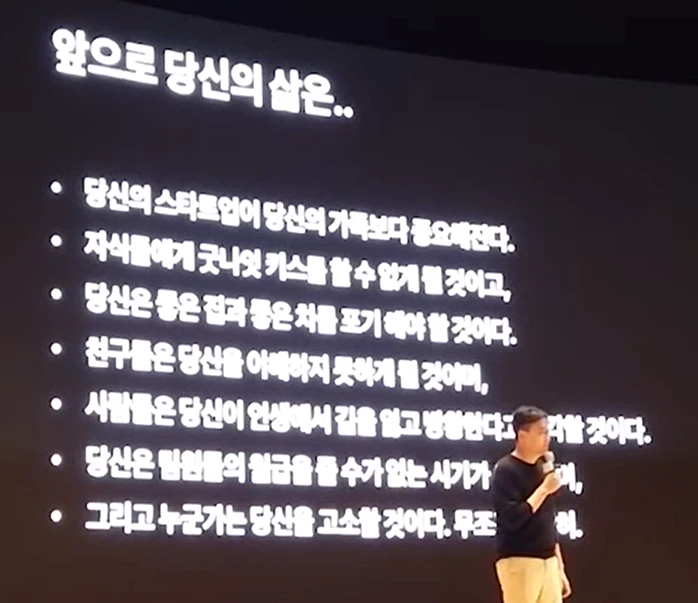 앞으로 당신의 삶은..
• 당신의 스타트업이 당신의 가족보다 중요해진다.
• 자식들에게 굿나잇 키스를 할 수 없게 될 것이고,
• 당신은 좋은 집과 좋은 차를 포기 해야 할 것이다.
• 친구들은 당신을 이해하지 못하게 될 것이며,
• 사람들은 당신이 인생에서 길을 잃고 방황한다고 것이다.
• 당신은 팀원들의 월급을 줄 수가 없는 시기가
• 그리고 누군가는 당신을 고소할 것이다.